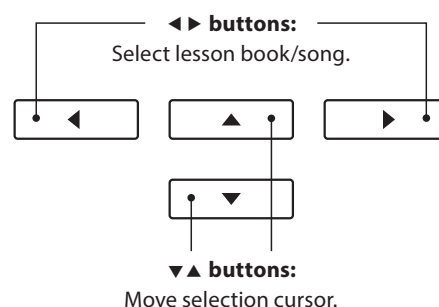 ◀ ▶ buttons:
Select lesson book/song.
◀
▲
▶
▼
▼▲ buttons:
Move selection cursor.